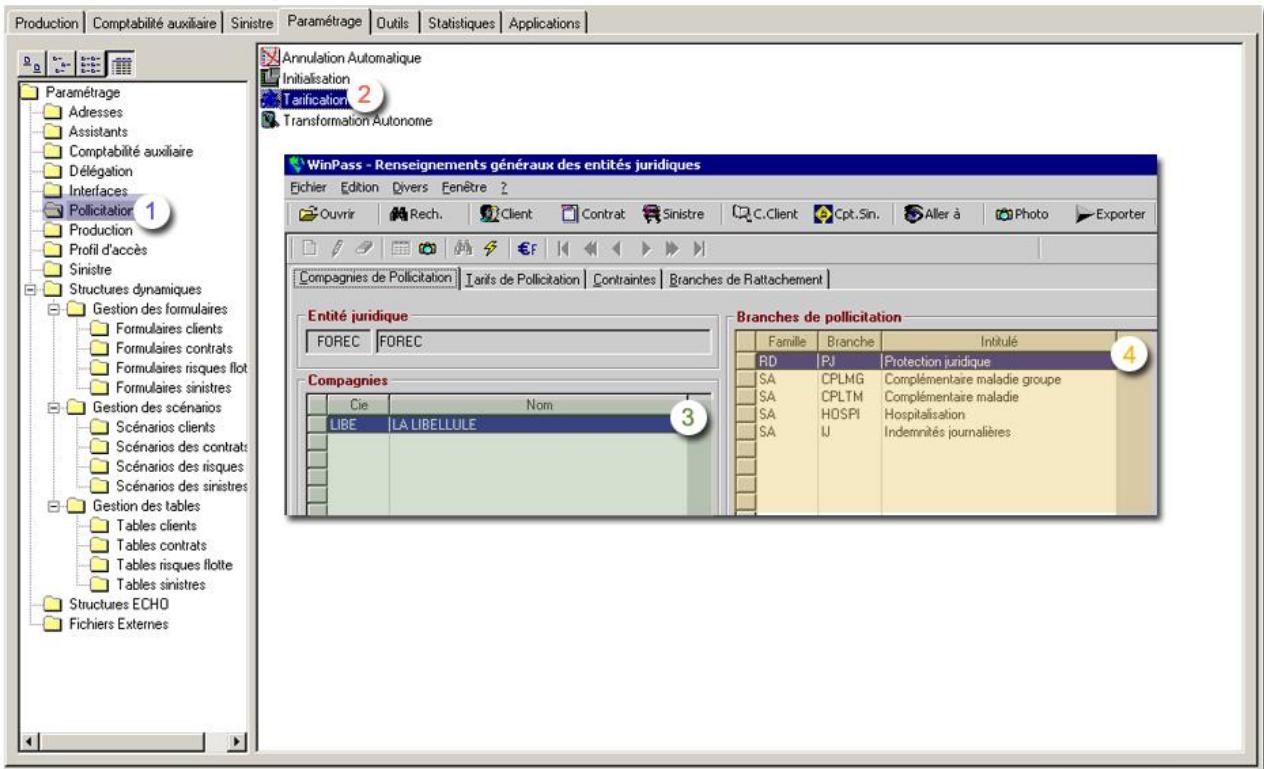 Production Comptabilité auxiliaire Sinistre Paramétrage Outils Statistiques Applications
Paramétrage
Adresses
Assistants
Comptabilité auxiliaire
Délégation
Interfaces
Pollicitation 1
Production
Profil d'accès
Sinistre
Structures dynamiques
Gestion des formulaires
Formulaires clients
Formulaires contrats
Formulaires risques flot
Formulaires sinistres
Gestion des scénarios
Scénarios clients
Scénarios des contrats
Scénarios des risques
Scénarios des sinistres
Gestion des tables
Tables clients
Tables contrats
Tables risques flotte
Tables sinistres
Structures ECHO
Fichiers Externes
Annulation Automatique
Initialisation
Tarification 2
Transformation Autonome
WinPass - Renseignements généraux des entités juridiques
Fichier Edition Divers Fenêtre ?
Ouvrir Rech. Client Contrat Sinistre C.Client Cpt.Sin. Aller à Photo Exporter
€F
Compagnies de Pollicitation Tarifs de Pollicitation Contraintes Branches de Rattachement
Entité juridique
FOREC FOREC
Compagnies
Cie Nom
LIBE LA LIBELLULE 3
Branches de pollicitation
Famille Branche Intitulé
RD PJ Protection juridique 4
SA CPLMG Complémentaire maladie groupe
SA CPLTM Complémentaire maladie
SA HOSPI Hospitalisation
SA IJ Indemnités journalières